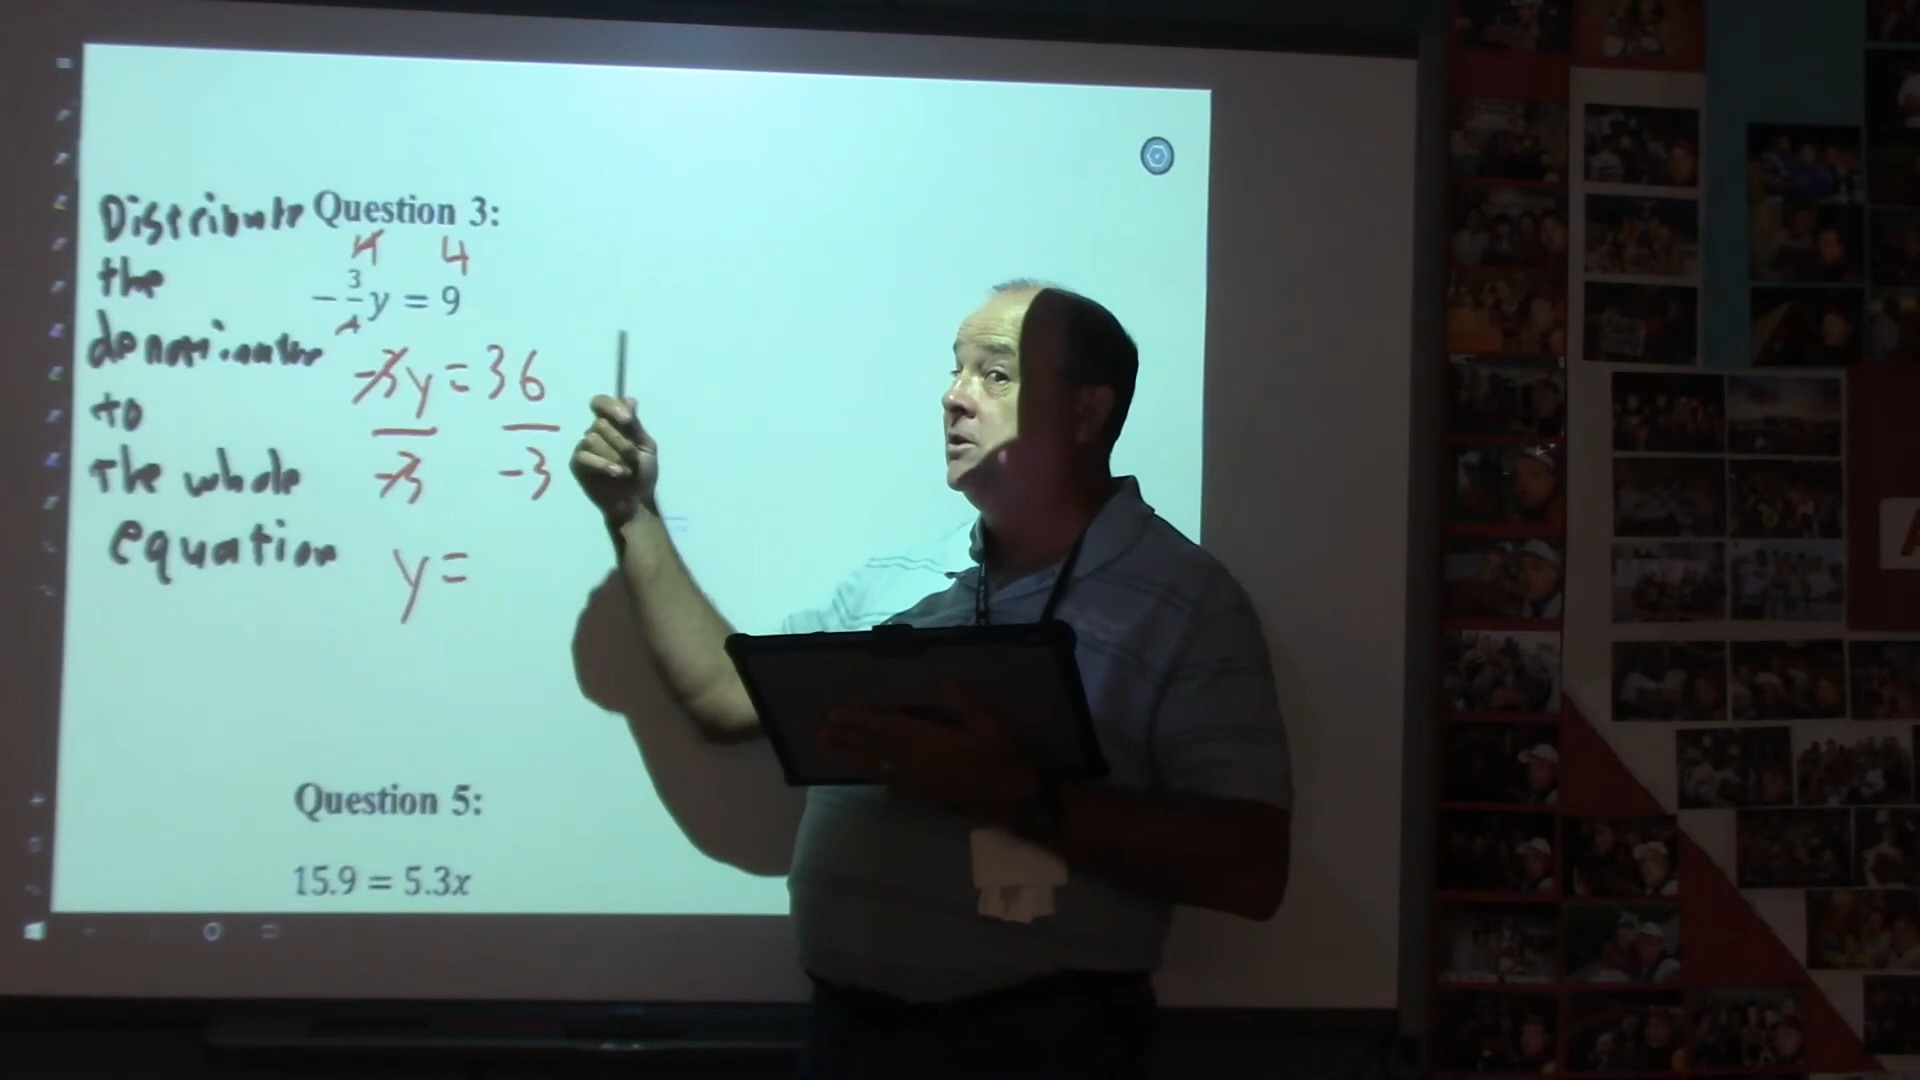 Distribute
the
denominator
to
the whole
equation
Question 3:
4 4
-3/4y = 9
-3y = 36
-3 -3
y =
Question 5:
15.9 = 5.3x
A